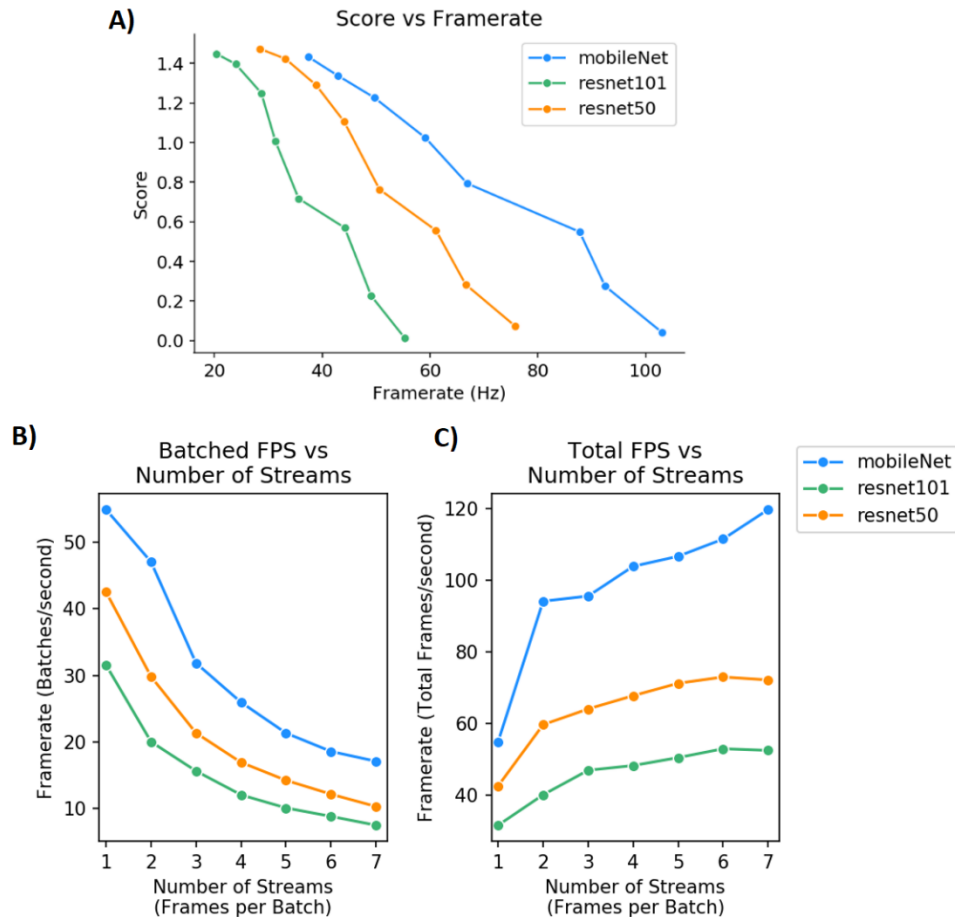 A)
Score vs Framerate
mobileNet
resnet101
resnet50
1.4
1.2
1.0
0.8
0.6
0.4
0.2
0.0
Score
20
40
60
80
100
Framerate (Hz)
B)
Batched FPS vs
Number of Streams
50
40
30
20
10
Framerate (Batches/second)
1
2
3
4
5
6
7
Number of Streams
(Frames per Batch)
C)
Total FPS vs
Number of Streams
mobileNet
resnet101
resnet50
120
100
80
60
40
Framerate (Total Frames/second)
1
2
3
4
5
6
7
Number of Streams
(Frames per Batch)